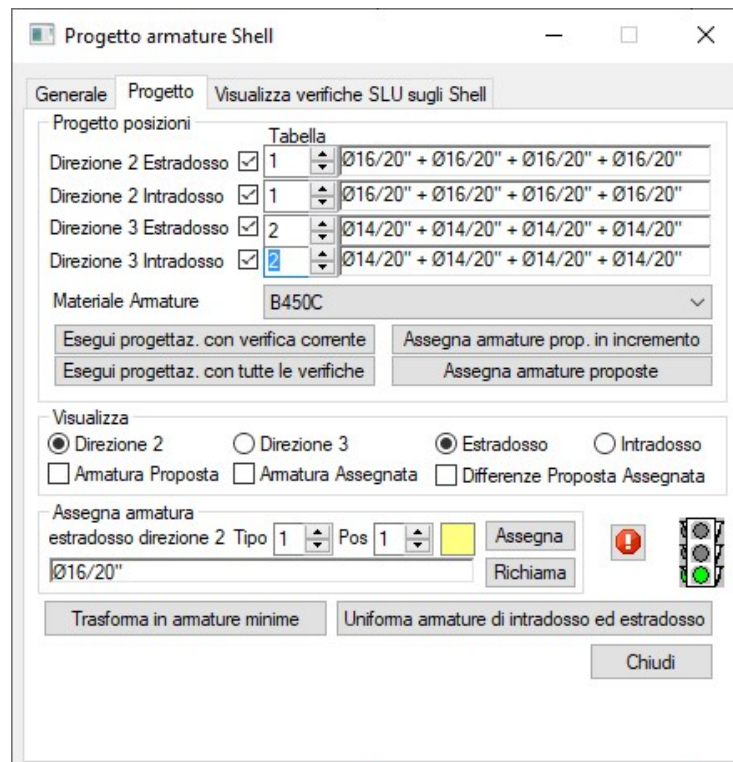 Progetto armature Shell
Generale Progetto Visualizza verifiche SLU sugli Shell
Progetto posizioni
Tabella
Direzione 2 Estradosso 1 Ø16/20" + Ø16/20" + Ø16/20" + Ø16/20"
Direzione 2 Intradosso 1 Ø16/20" + Ø16/20" + Ø16/20" + Ø16/20"
Direzione 3 Estradosso 2 Ø14/20" + Ø14/20" + Ø14/20" + Ø14/20"
Direzione 3 Intradosso 2 Ø14/20" + Ø14/20" + Ø14/20" + Ø14/20"
Materiale Armature B450C
Esegui progettaz. con verifica corrente Assegna armature prop. in incremento
Esegui progettaz. con tutte le verifiche Assegna armature proposte
Visualizza
Direzione 2 Direzione 3 Estradosso Intradosso
Armatura Proposta Armatura Assegnata Differenze Proposta Assegnata
Assegna armatura
estradosso direzione 2 Tipo 1 Pos 1 Assegna
Ø16/20" Richiama
Trasforma in armature minime Uniforma armature di intradosso ed estradosso
Chiudi